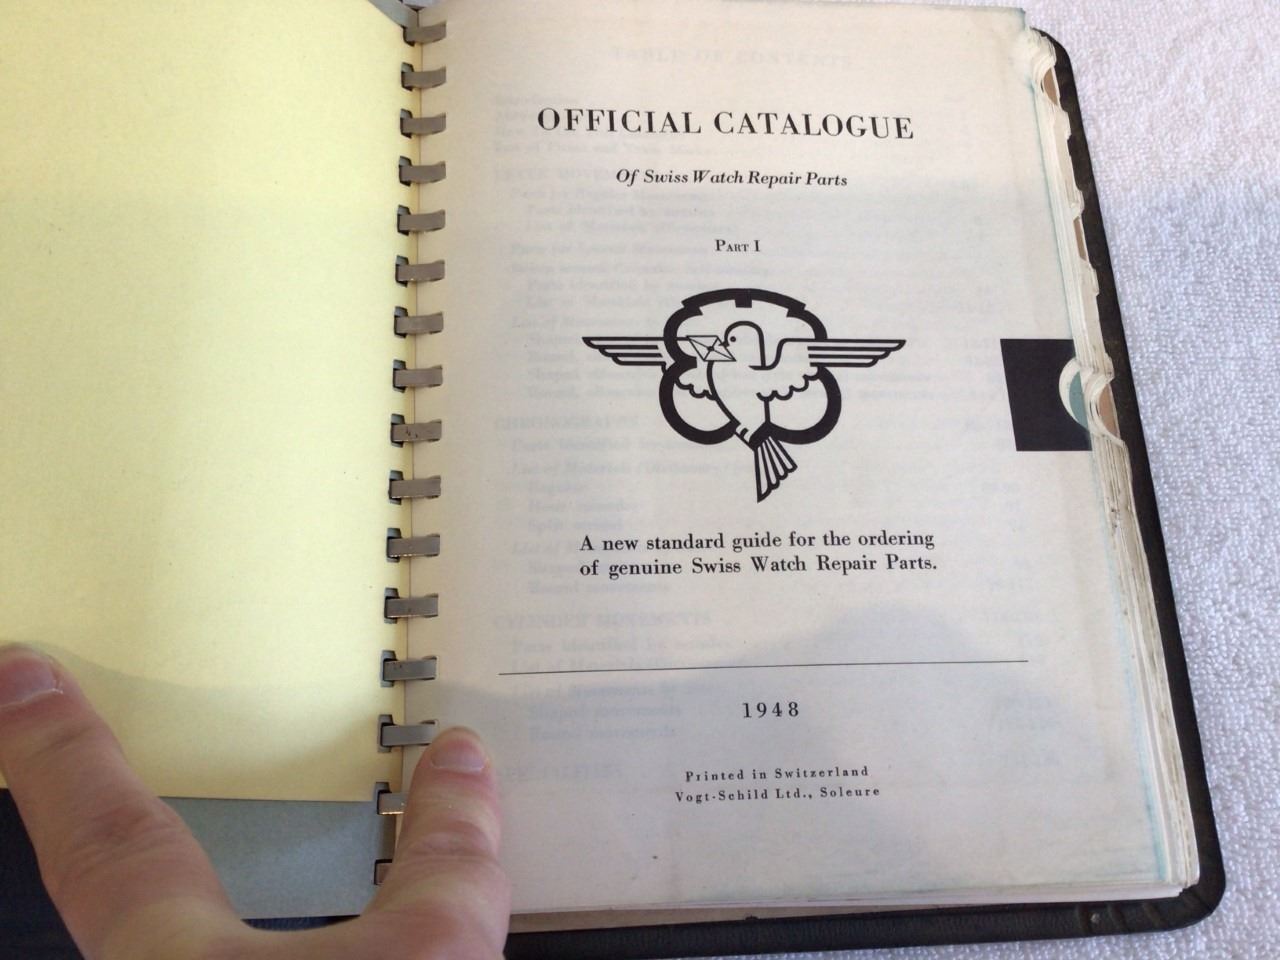 OFFICIAL CATALOGUE
Of Swiss Watch Repair Parts
PART I
A new standard guide for the ordering
of genuine Swiss Watch Repair Parts.
1948
Printed in Switzerland
Vogt-Schild Ltd., Soleure